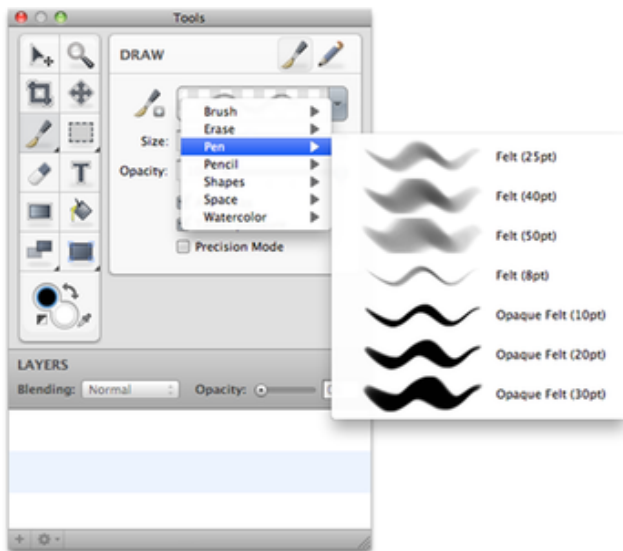 Tools
DRAW
Brush
Erase
Size:
Pen
Felt (25pt)
Pencil
Opacity:
Shapes
Felt (40pt)
Space
Watercolor
Felt (50pt)
Precision Mode
Felt (8pt)
Opaque Felt (10pt)
Opaque Felt (20pt)
LAYERS
Blending: Normal Opacity:
Opaque Felt (30pt)